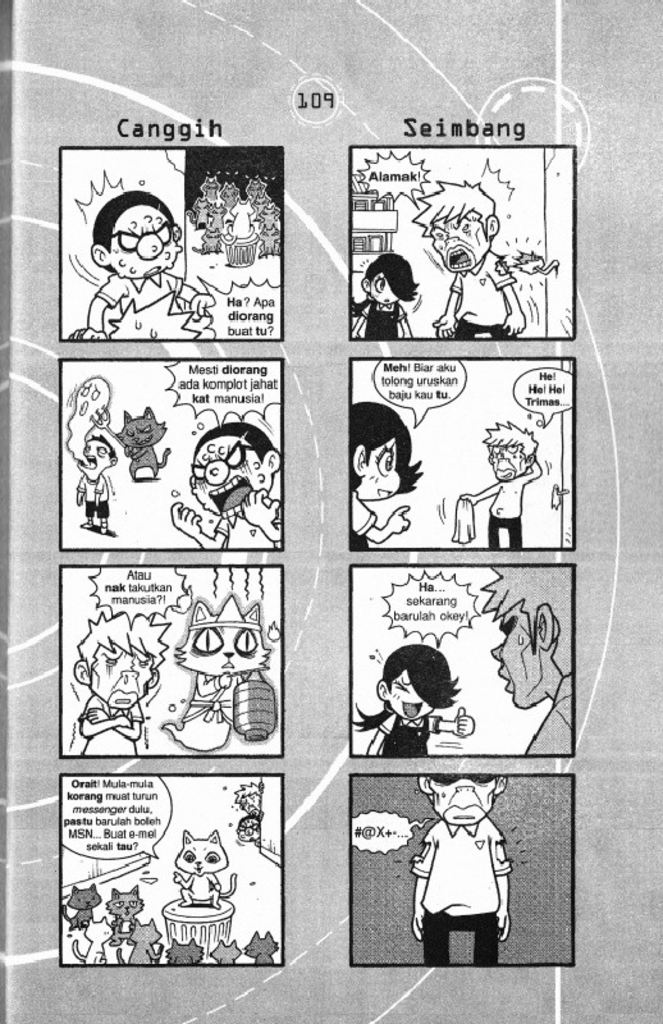 109
Canggih
Ha? Apa
diorang
buat tu?
Mesti diorang
ada komplot jahat
kat manusia!
Atau
nak takutkan
manusia?!
Orait! Mula-mula
korang muat turun
messenger dulu,
pastu barulah boleh
MSN... Buat e-mel
sekali tau?
Seimbang
Alamak!
Meh! Biar aku
tolong uruskan
baju kau tu.
He!
He! He!
Trimas....
Ha...
sekarang
barulah okey!
#@X+-...